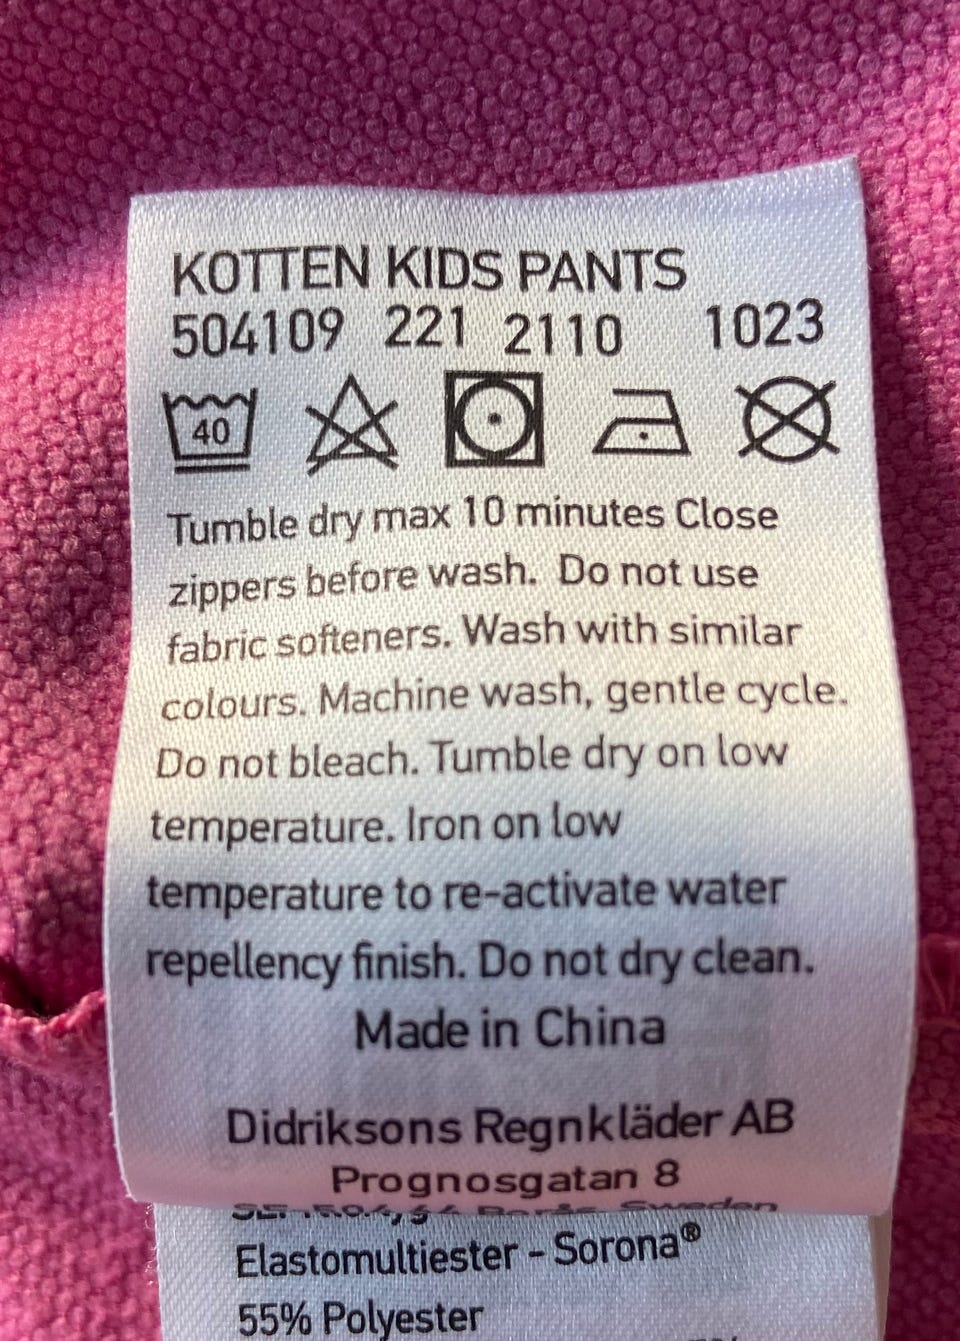 KOTTEN KIDS PANTS
504109 221 2110 1023
40
Tumble dry max 10 minutes Close
zippers before wash. Do not use
fabric softeners. Wash with similar
colours. Machine wash, gentle cycle.
Do not bleach. Tumble dry on low
temperature. Iron on low
temperature to re-activate water
repellency finish. Do not dry clean.
Made in China
Didriksons Regnkläder AB
Prognosgatan 8
Sweden
Elastomultiester - Sorona®
55% Polyester